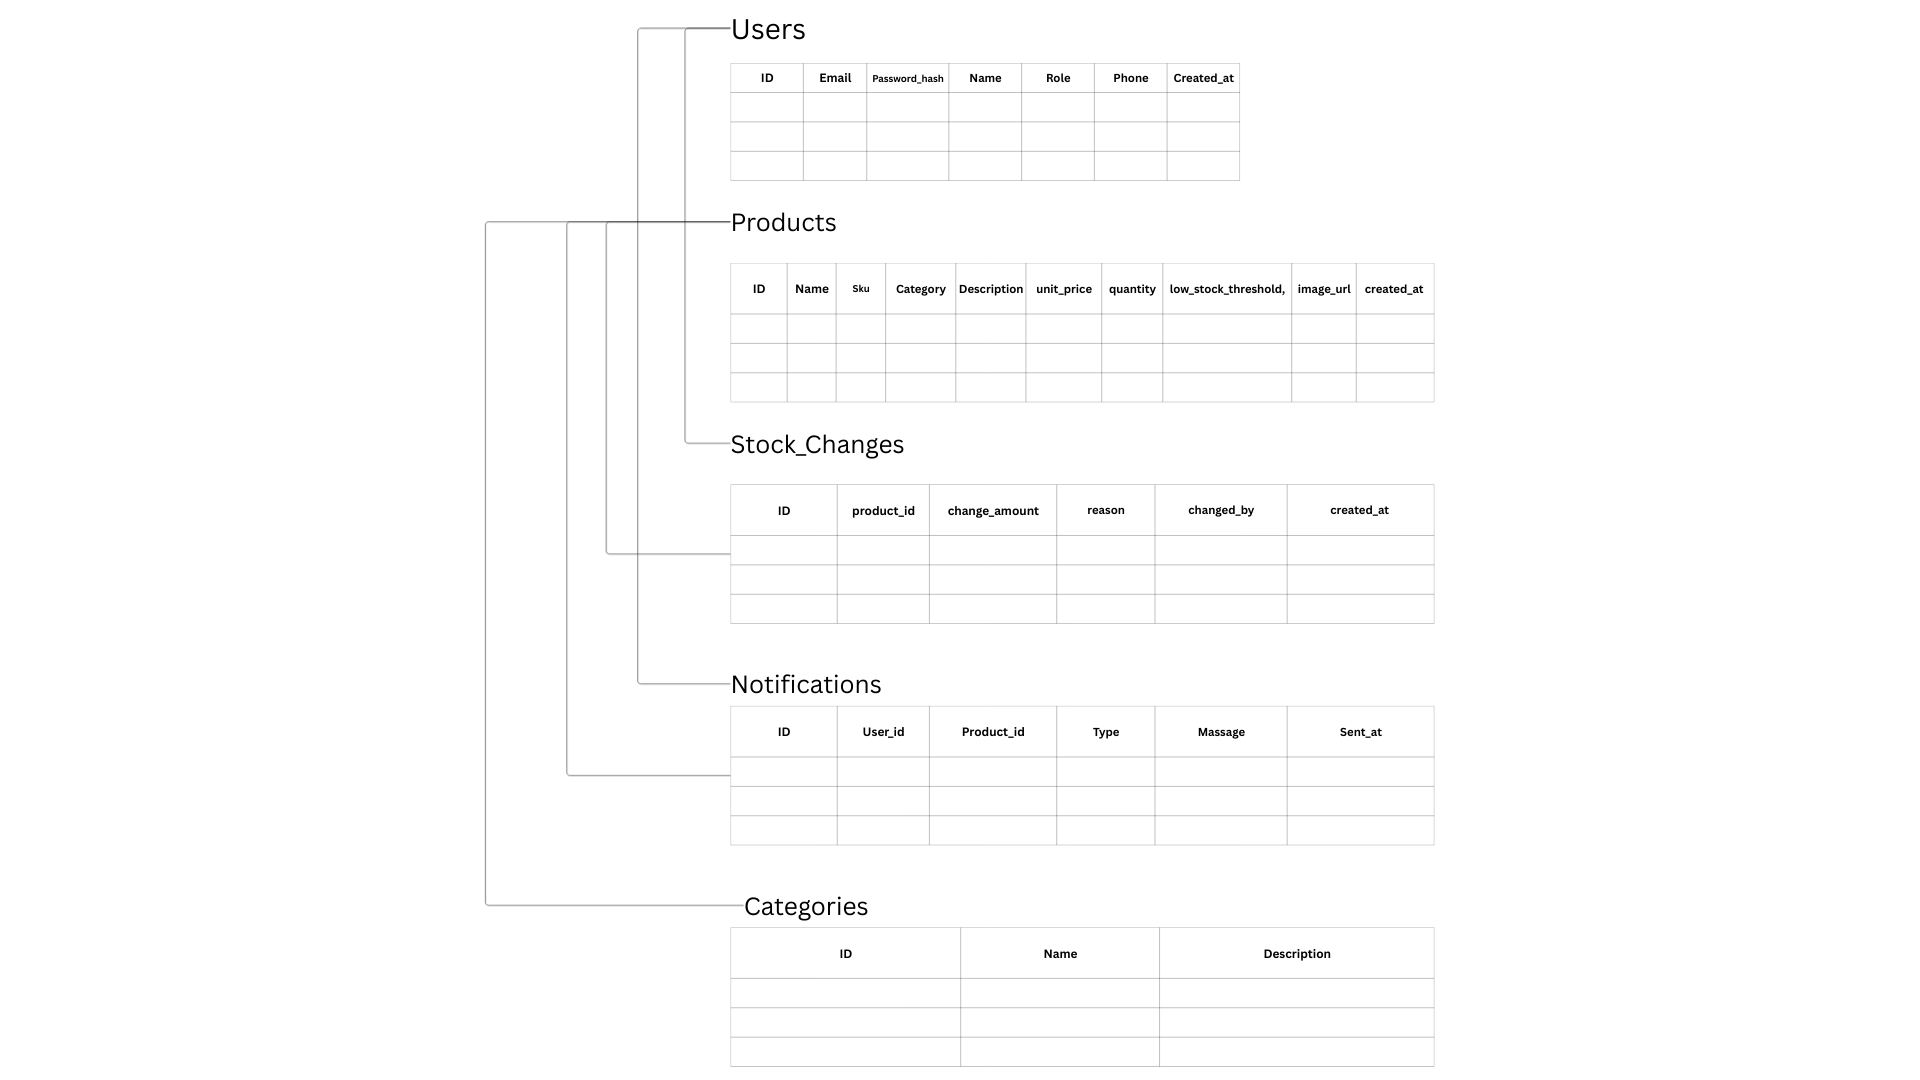 Users
ID Email Password_hash Name Role Phone Created_at
Products
ID Name Sku Category Description unit_price quantity low_stock_threshold, image_url created_at
Stock_Changes
ID product_id change_amount reason changed_by created_at
Notifications
ID User_id Product_id Type Massage Sent_at
Categories
ID Name Description